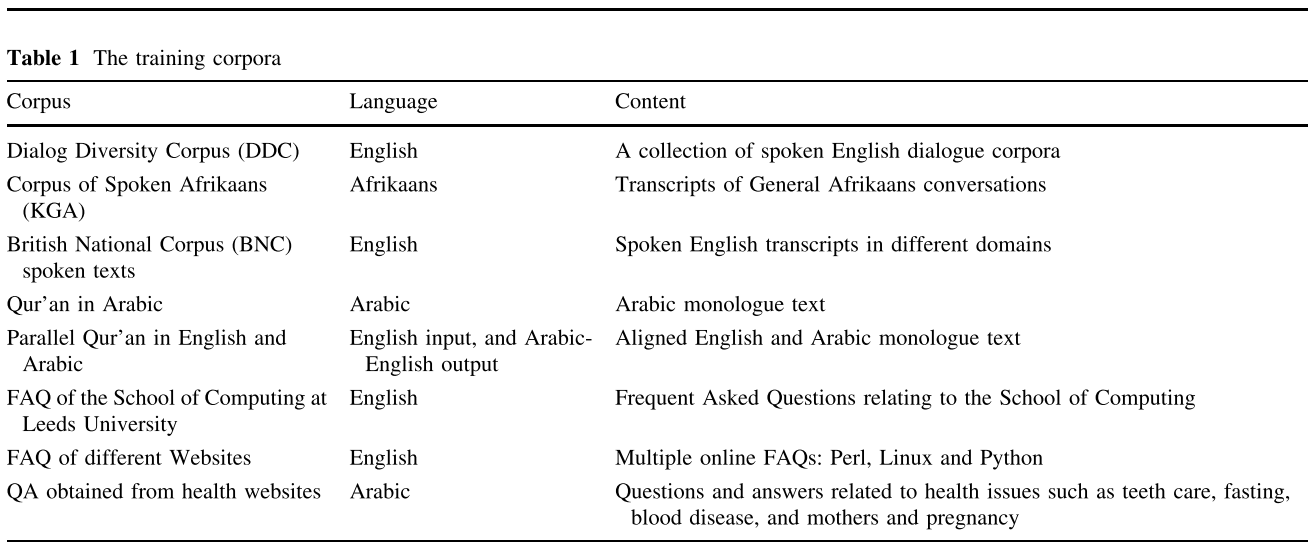 Table 1 The training corpora
Corpus Language Content
Dialog Diversity Corpus (DDC) English A collection of spoken English dialogue corpora
Corpus of Spoken Afrikaans Afrikaans Transcripts of General Afrikaans conversations
(KGA)
British National Corpus (BNC) English Spoken English transcripts in different domains
spoken texts
Qur'an in Arabic Arabic Arabic monologue text
Parallel Qur'an in English and English input, and Arabic- Aligned English and Arabic monologue text
Arabic English output
FAQ of the School of Computing at English Frequent Asked Questions relating to the School of Computing
Leeds University
FAQ of different Websites English Multiple online FAQs: Perl, Linux and Python
QA obtained from health websites Arabic Questions and answers related to health issues such as teeth care, fasting,
blood disease, and mothers and pregnancy